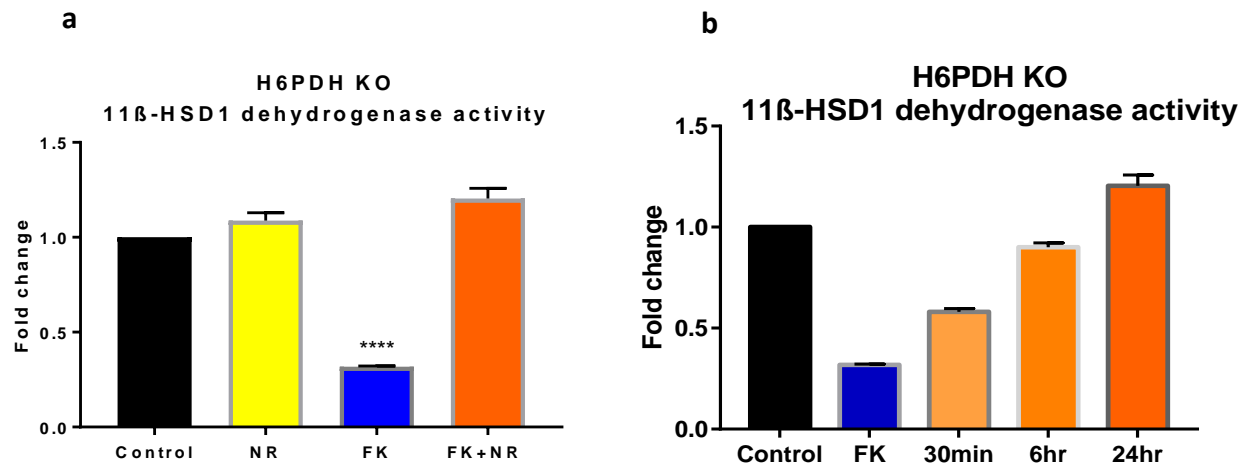 a
H6PDH KO
11ß-HSD1 dehydrogenase activity
1.5
1.0
0.5
0.0
Fold change
****
Control NR FK FK+NR
b
H6PDH KO
11ß-HSD1 dehydrogenase activity
1.5
1.0
0.5
0.0
Fold change
Control FK 30min 6hr 24hr